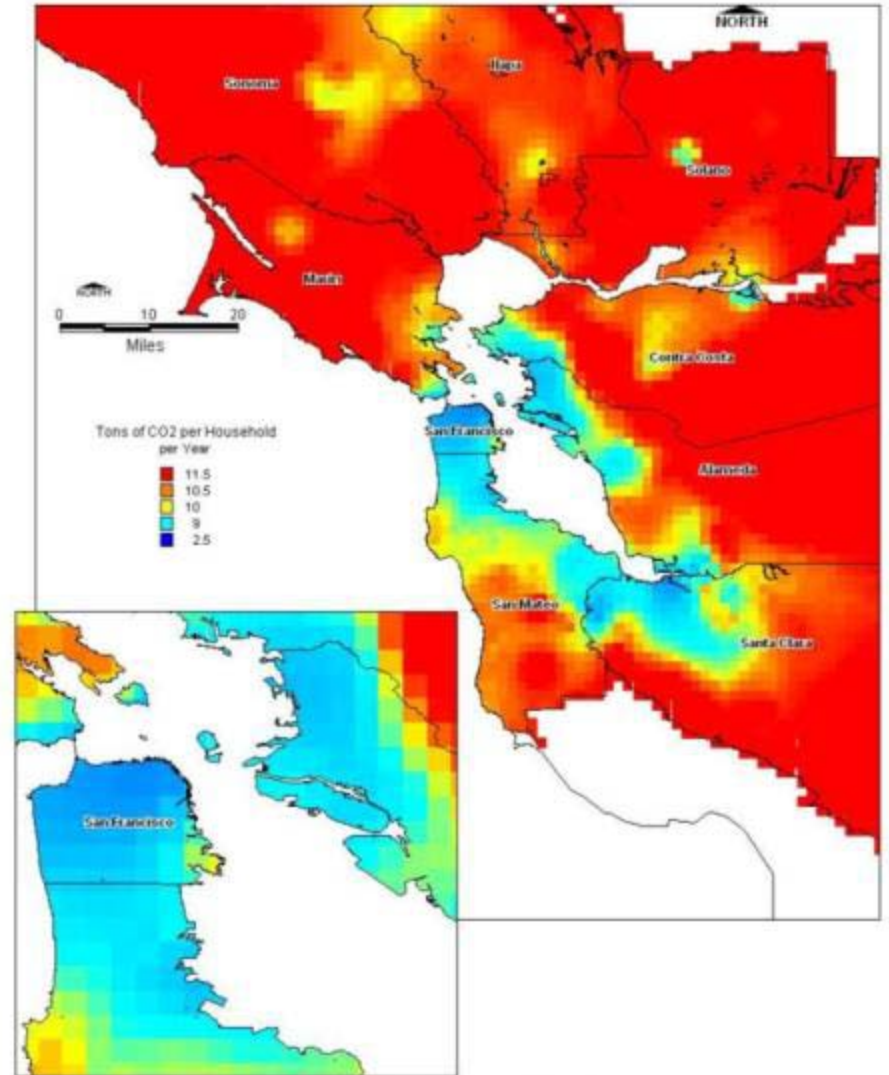 NORTH
Napa
Sonoma
Solano
Marin
NORTH
0 10 20
Miles
Contra Costa
Tons of CO2 per Household
per Year
11.5
10.5
10
9
2.5
San Francisco
Alameda
San Mateo
Santa Clara
San Francisco